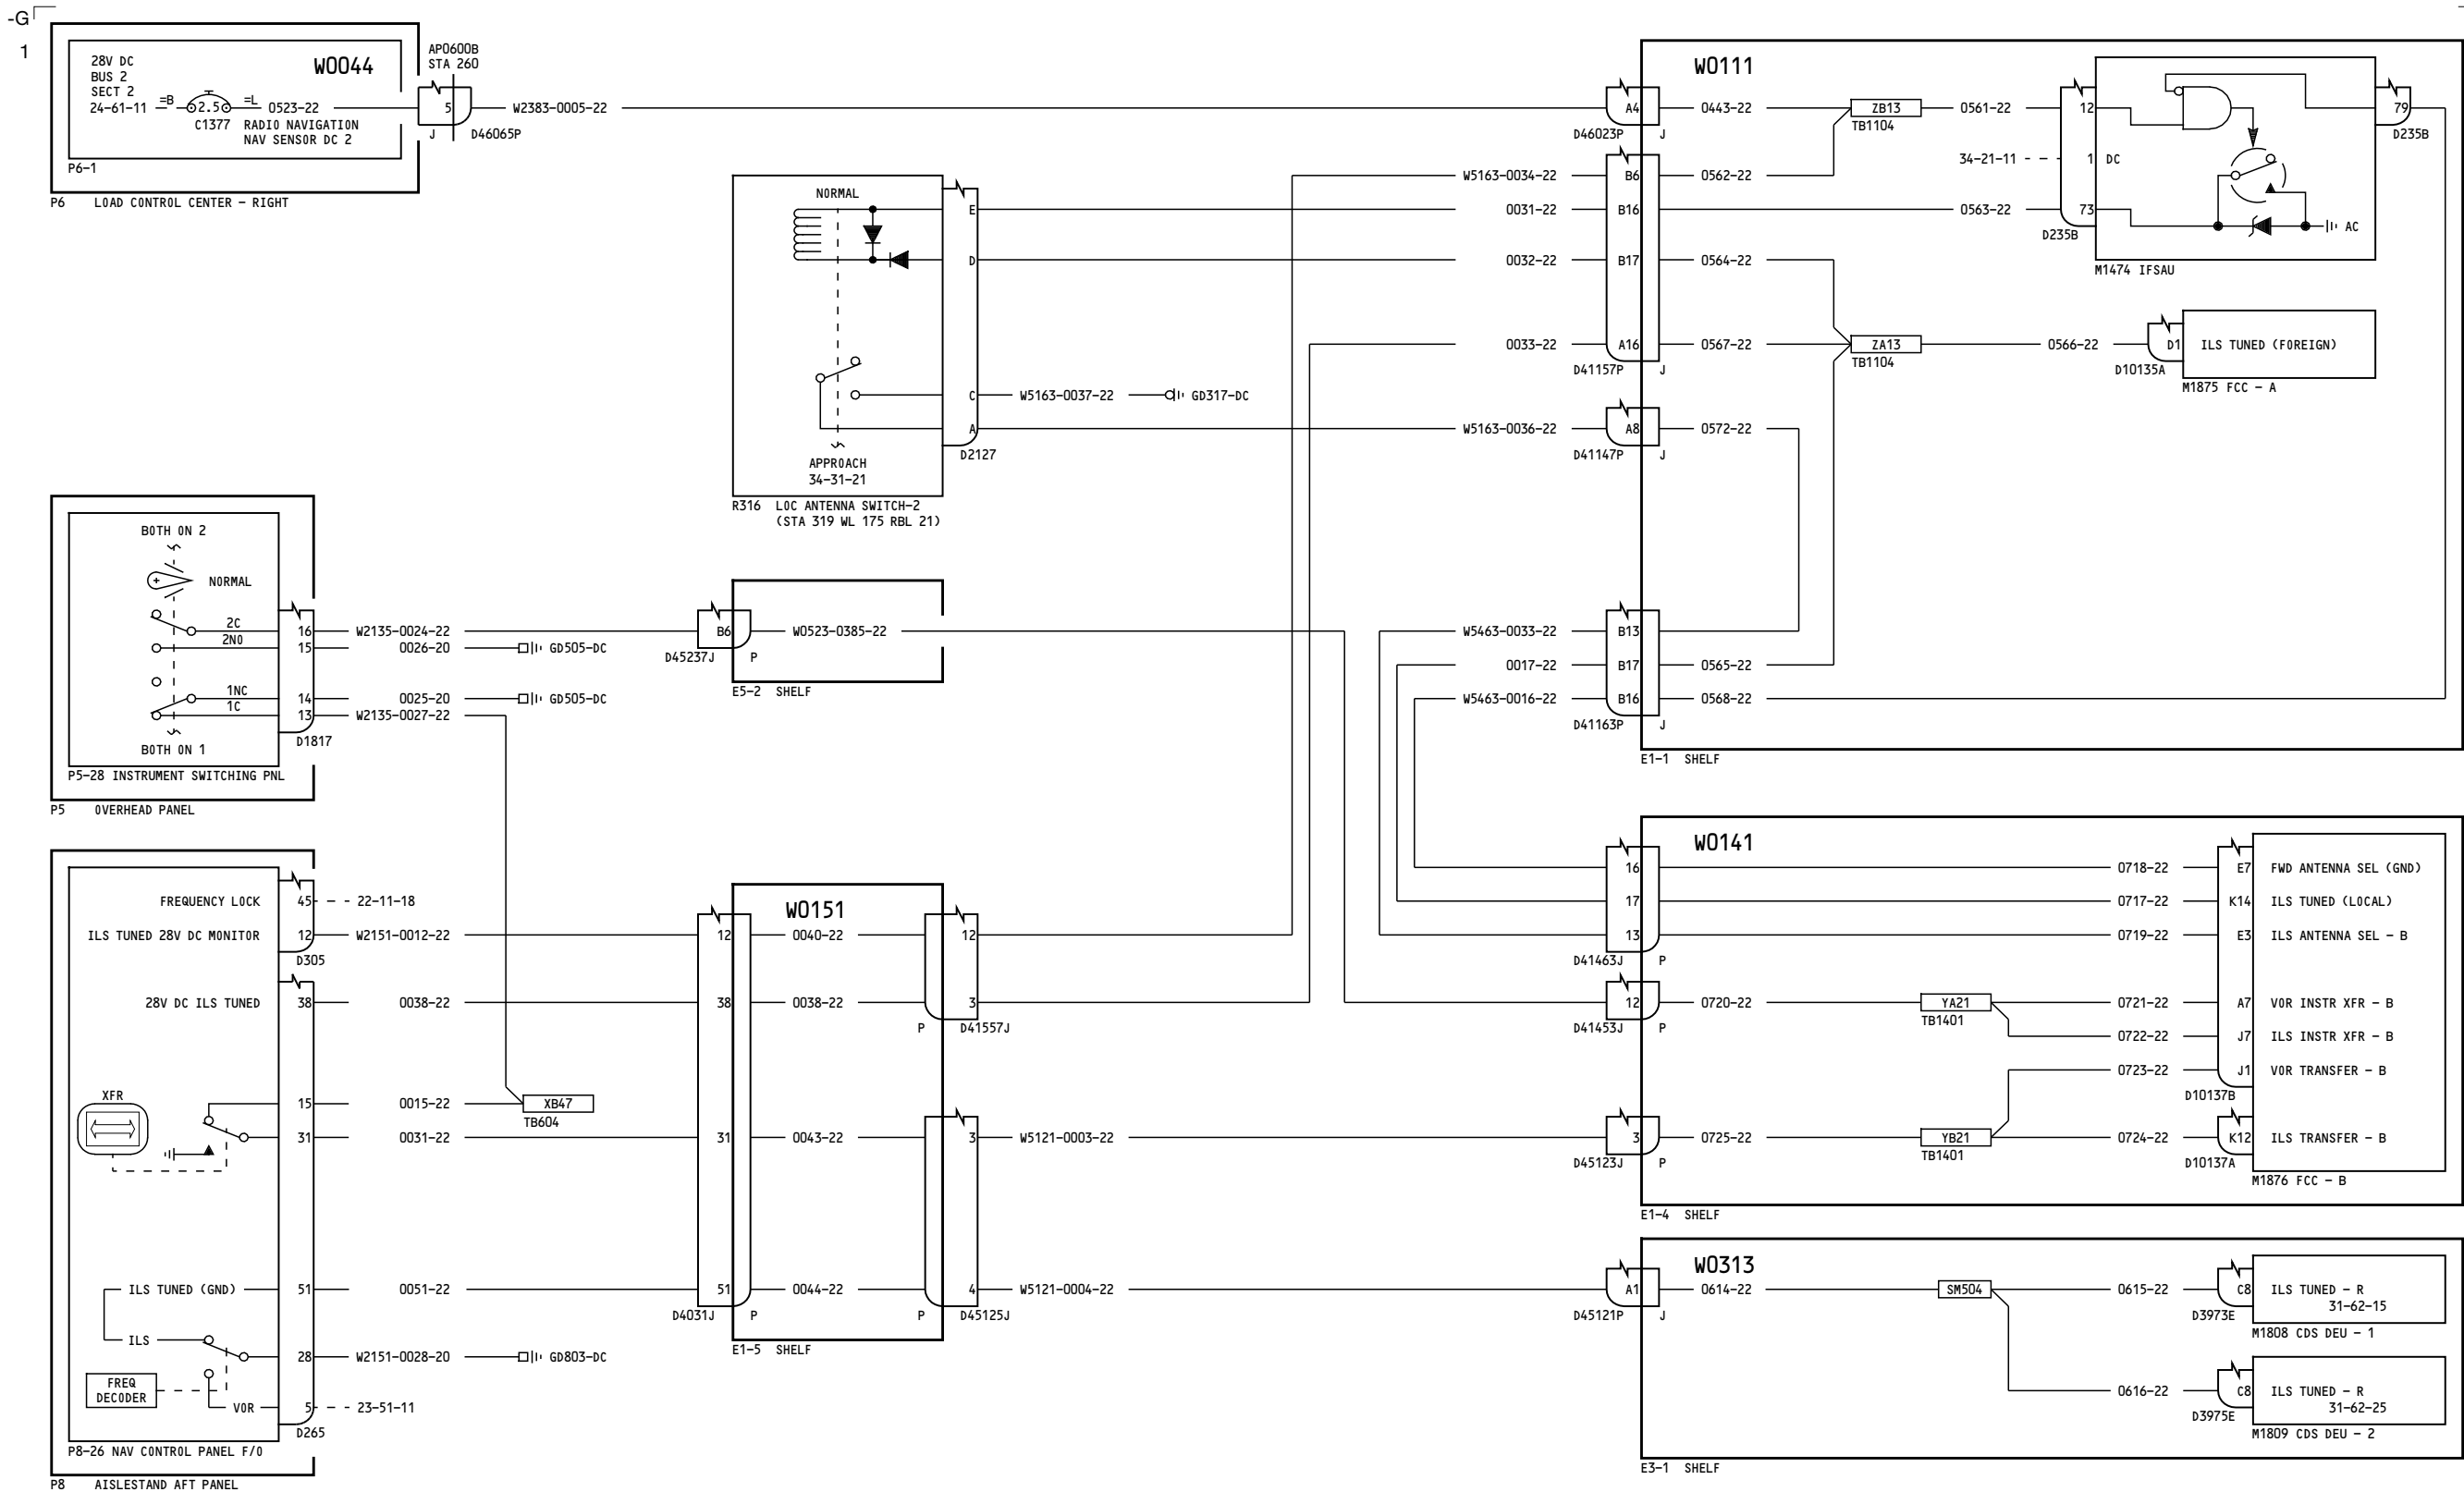 -G
1
28V DC
BUS 2
SECT 2
24-61-11
=B
2.5
=L
0523-22
C1377
RADIO NAVIGATION
NAV SENSOR DC 2
W0044
P6-1
P6 LOAD CONTROL CENTER - RIGHT
AP0600B
STA 260
5
J
D46065P
W2383-0005-22
NORMAL
E
D
C
A
D2127
APPROACH
34-31-21
R316 LOC ANTENNA SWITCH-2
(STA 319 WL 175 RBL 21)
W5163-0037-22
GD317-DC
W5163-0034-22
0031-22
0032-22
0033-22
W5163-0036-22
W0111
A4
D46023P
J
0443-22
ZB13
TB1104
0561-22
12
34-21-11
1
DC
73
D235B
79
D235B
AC
M1474 IFSAU
B6
0562-22
B16
0563-22
B17
0564-22
A16
0567-22
D41157P
J
ZA13
TB1104
0566-22
D1
D10135A
ILS TUNED (FOREIGN)
M1875 FCC - A
A8
0572-22
D41147P
J
W5463-0033-22
B13
0017-22
B17
0565-22
W5463-0016-22
B16
0568-22
D41163P
J
E1-1 SHELF
BOTH ON 2
NORMAL
2C
2NO
1NC
1C
BOTH ON 1
16
15
14
13
D1817
P5-28 INSTRUMENT SWITCHING PNL
P5 OVERHEAD PANEL
W2135-0024-22
0026-20
GD505-DC
0025-20
GD505-DC
W2135-0027-22
B6
D45237J
P
W0523-0385-22
E5-2 SHELF
FREQUENCY LOCK
45
22-11-18
ILS TUNED 28V DC MONITOR
12
W2151-0012-22
D305
28V DC ILS TUNED
38
0038-22
XFR
15
0015-22
XB47
TB604
31
0031-22
ILS TUNED (GND)
51
0051-22
ILS
28
W2151-0028-20
GD803-DC
FREQ
DECODER
VOR
5
23-51-11
D265
P8-26 NAV CONTROL PANEL F/O
P8 AISLESTAND AFT PANEL
W0151
12
0040-22
12
38
0038-22
3
P
D41557J
31
0043-22
3
W5121-0003-22
51
0044-22
4
W5121-0004-22
D4031J
P
P
D45125J
E1-5 SHELF
W0141
16
0718-22
E7
FWD ANTENNA SEL (GND)
17
0717-22
K14
ILS TUNED (LOCAL)
13
0719-22
E3
ILS ANTENNA SEL - B
D41463J
P
12
0720-22
YA21
TB1401
0721-22
A7
VOR INSTR XFR - B
D41453J
P
0722-22
J7
ILS INSTR XFR - B
0723-22
J1
VOR TRANSFER - B
D10137B
3
0725-22
YB21
TB1401
0724-22
K12
ILS TRANSFER - B
D45123J
P
D10137A
M1876 FCC - B
E1-4 SHELF
W0313
A1
0614-22
SM504
0615-22
C8
ILS TUNED - R
31-62-15
D45121P
J
D3973E
M1808 CDS DEU - 1
0616-22
C8
ILS TUNED - R
31-62-25
D3975E
M1809 CDS DEU - 2
E3-1 SHELF